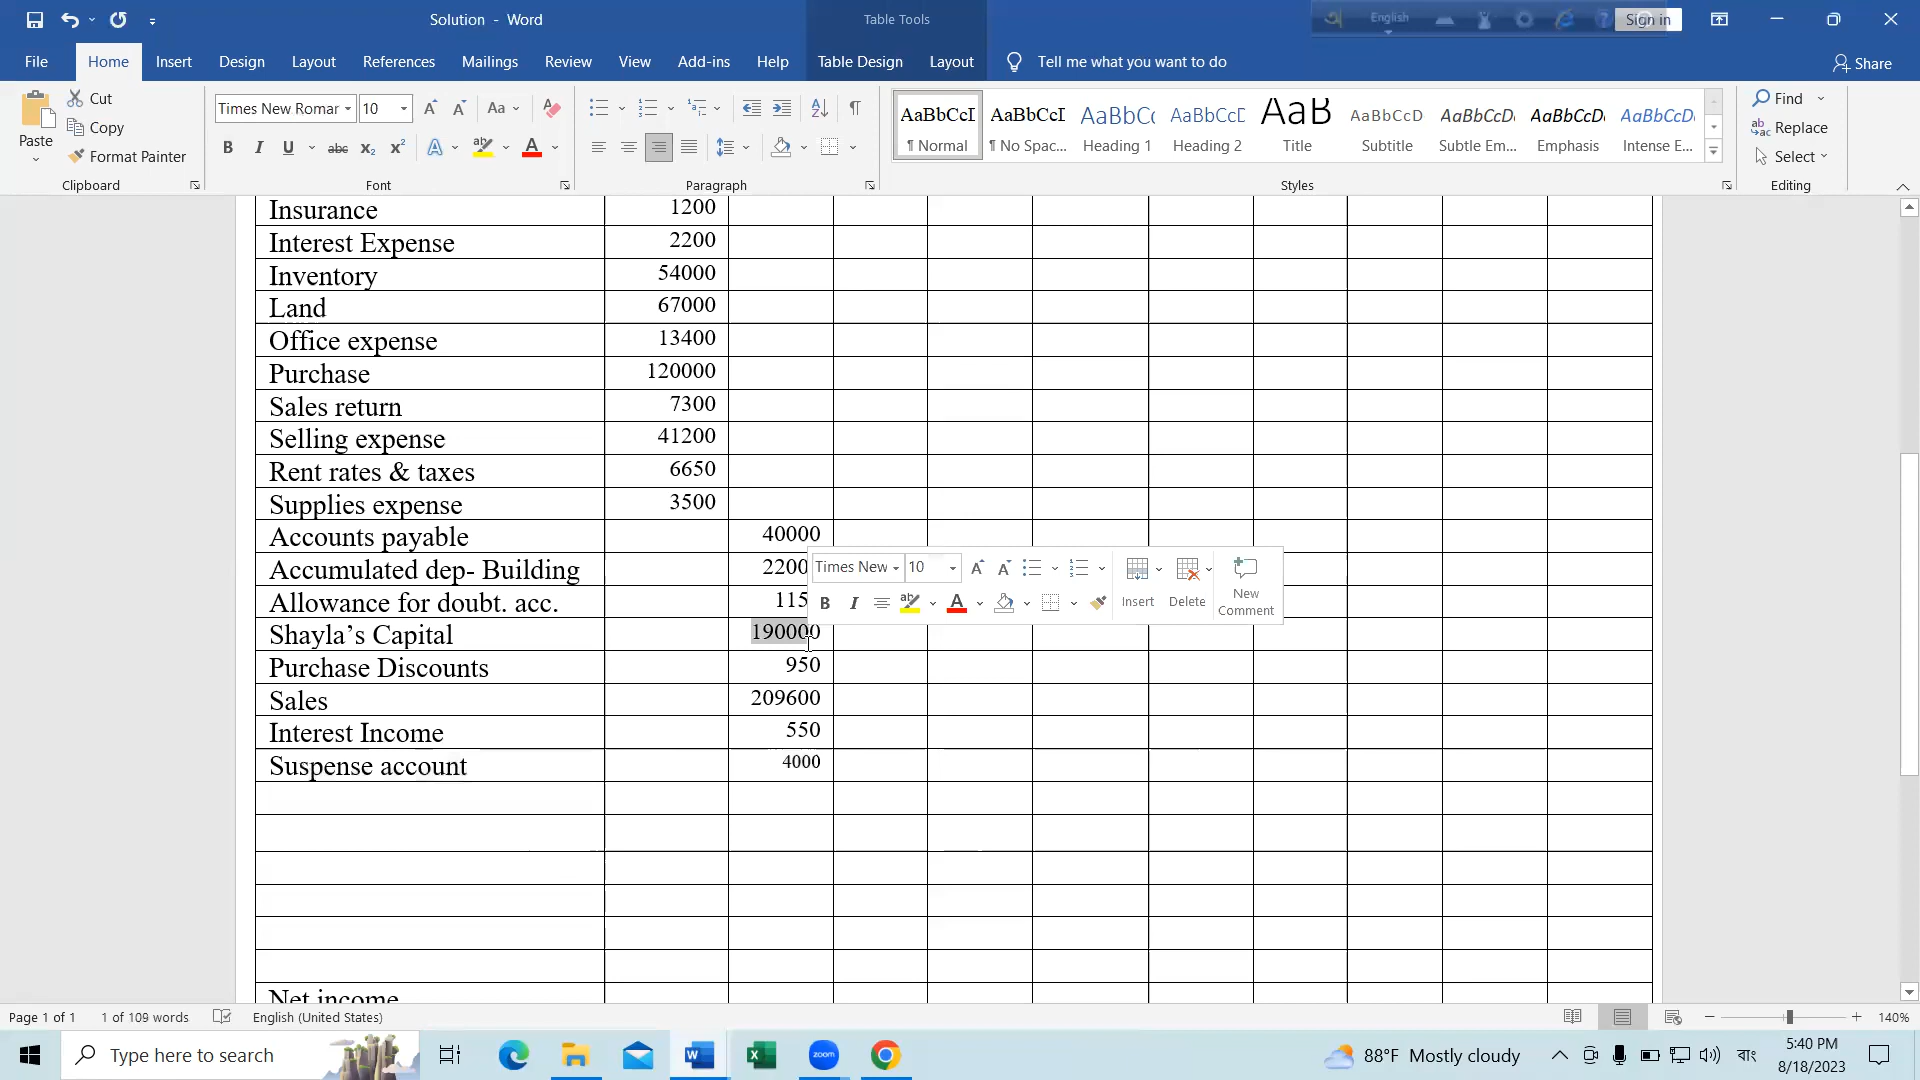 Solution - Word
Table Tools
English
Sign in
File
Home
Insert
Design
Layout
References
Mailings
Review
View
Add-ins
Help
Table Design
Layout
Tell me what you want to do
Share
Paste
Cut
Copy
Format Painter
Clipboard
Times New Romar
10
Font
Paragraph
AaBbCcI
¶ Normal
AaBbCcI
¶ No Spac...
AaBbCc
Heading 1
AaBbCcC
Heading 2
AaB
Title
AaBbCcD
Subtitle
AaBbCcD
Subtle Em...
AaBbCcD
Emphasis
AaBbCcD
Intense E...
Styles
Find
Replace
Select
Editing
Insurance 1200
Interest Expense 2200
Inventory 54000
Land 67000
Office expense 13400
Purchase 120000
Sales return 7300
Selling expense 41200
Rent rates & taxes 6650
Supplies expense 3500
Accounts payable 40000
Accumulated dep- Building 2200
Allowance for doubt. acc. 115
Shayla’s Capital 190000
Purchase Discounts 950
Sales 209600
Interest Income 550
Suspense account 4000
Net income
Times New
10
Insert
Delete
New
Comment
Page 1 of 1
1 of 109 words
English (United States)
140%
Type here to search
zoom
88°F Mostly cloudy
বাং
5:40 PM
8/18/2023